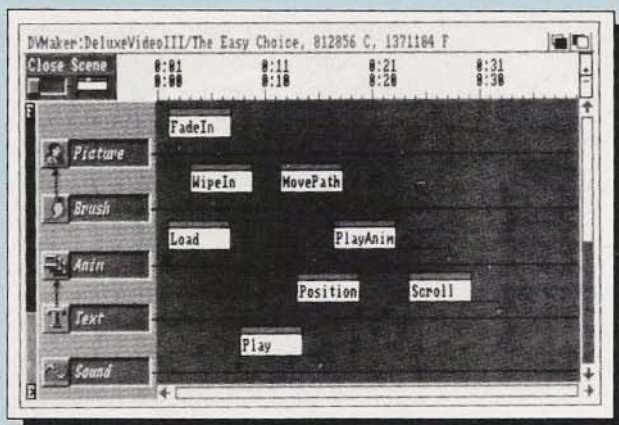 DVMaker:DeluxeVideoIII/The Easy Choice, 812856 C, 1371184 F
Close Scene
0:01 0:11 0:21 0:31
0:00 0:10 0:20 0:30
F
FadeIn
Picture
WipeIn MovePath
Brush
Load PlayAnim
Anim
Position Scroll
Text
Play
Sound
E